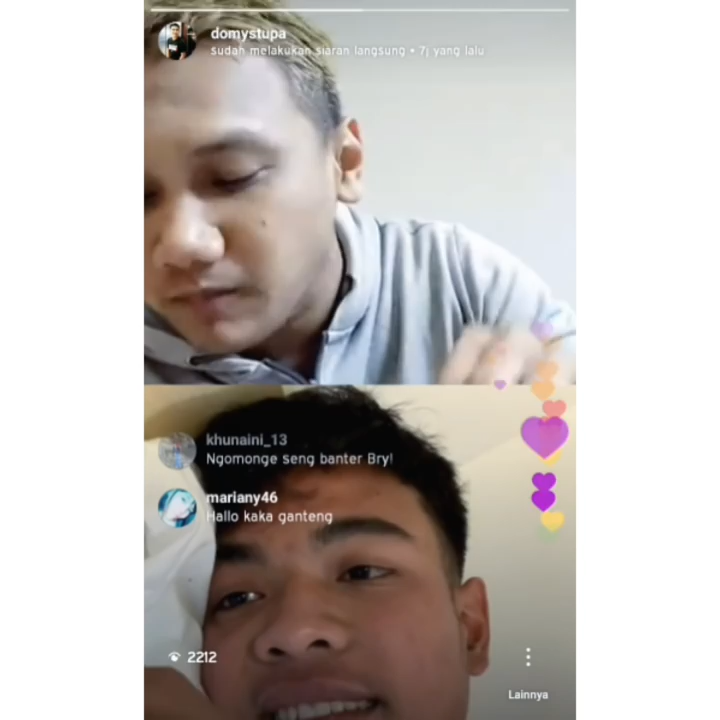 domystupa
sudah melakukan siaran langsung • 7j yang lalu
khunaini_13
Ngomonge seng banter Bry!
mariany46
Hallo kaka ganteng
2212
Lainnya